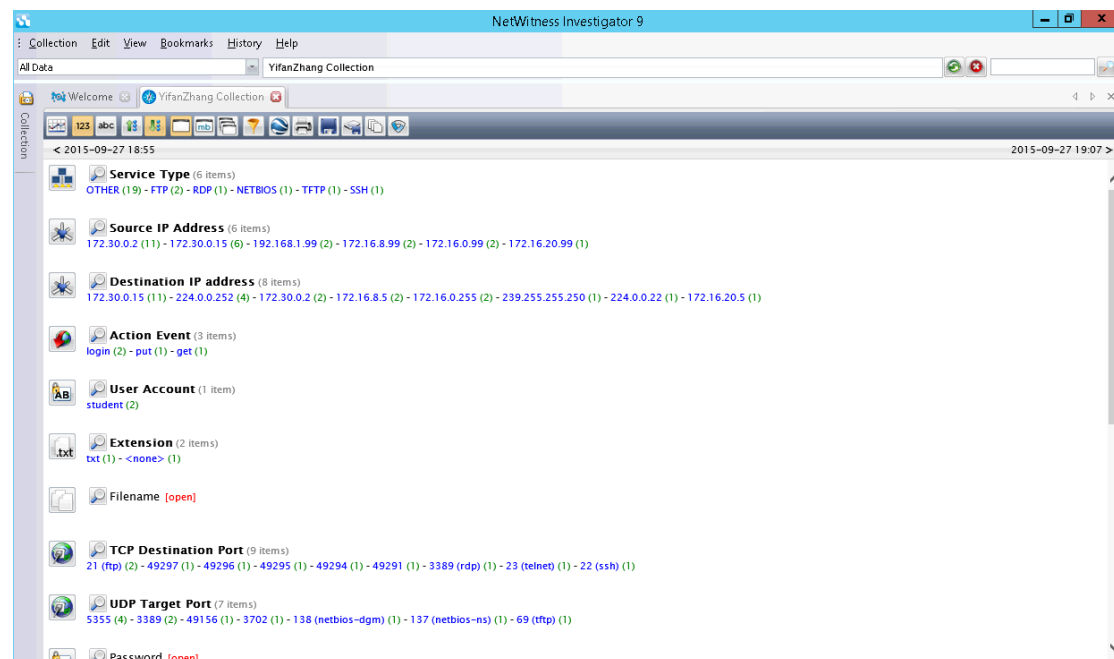 NetWitness Investigator 9
Collection Edit View Bookmarks History Help
All Data YifanZhang Collection
Welcome YifanZhang Collection
Collection
123 abc mb
< 2015-09-27 18:55 2015-09-27 19:07 >
Service Type (6 items)
OTHER (19) - FTP (2) - RDP (1) - NETBIOS (1) - TFTP (1) - SSH (1)
Source IP Address (6 items)
172.30.0.2 (11) - 172.30.0.15 (6) - 192.168.1.99 (2) - 172.16.8.99 (2) - 172.16.0.99 (2) - 172.16.20.99 (1)
Destination IP address (8 items)
172.30.0.15 (11) - 224.0.0.252 (4) - 172.30.0.2 (2) - 172.16.8.5 (2) - 172.16.0.255 (2) - 239.255.255.250 (1) - 224.0.0.22 (1) - 172.16.20.5 (1)
Action Event (3 items)
login (2) - put (1) - get (1)
AB
User Account (1 item)
student (2)
.txt
Extension (2 items)
txt (1) - <none> (1)
Filename [open]
TCP Destination Port (9 items)
21 (ftp) (2) - 49297 (1) - 49296 (1) - 49295 (1) - 49294 (1) - 49291 (1) - 3389 (rdp) (1) - 23 (telnet) (1) - 22 (ssh) (1)
UDP Target Port (7 items)
5355 (4) - 3389 (2) - 49156 (1) - 3702 (1) - 138 (netbios-dgm) (1) - 137 (netbios-ns) (1) - 69 (tftp) (1)
Password [open]